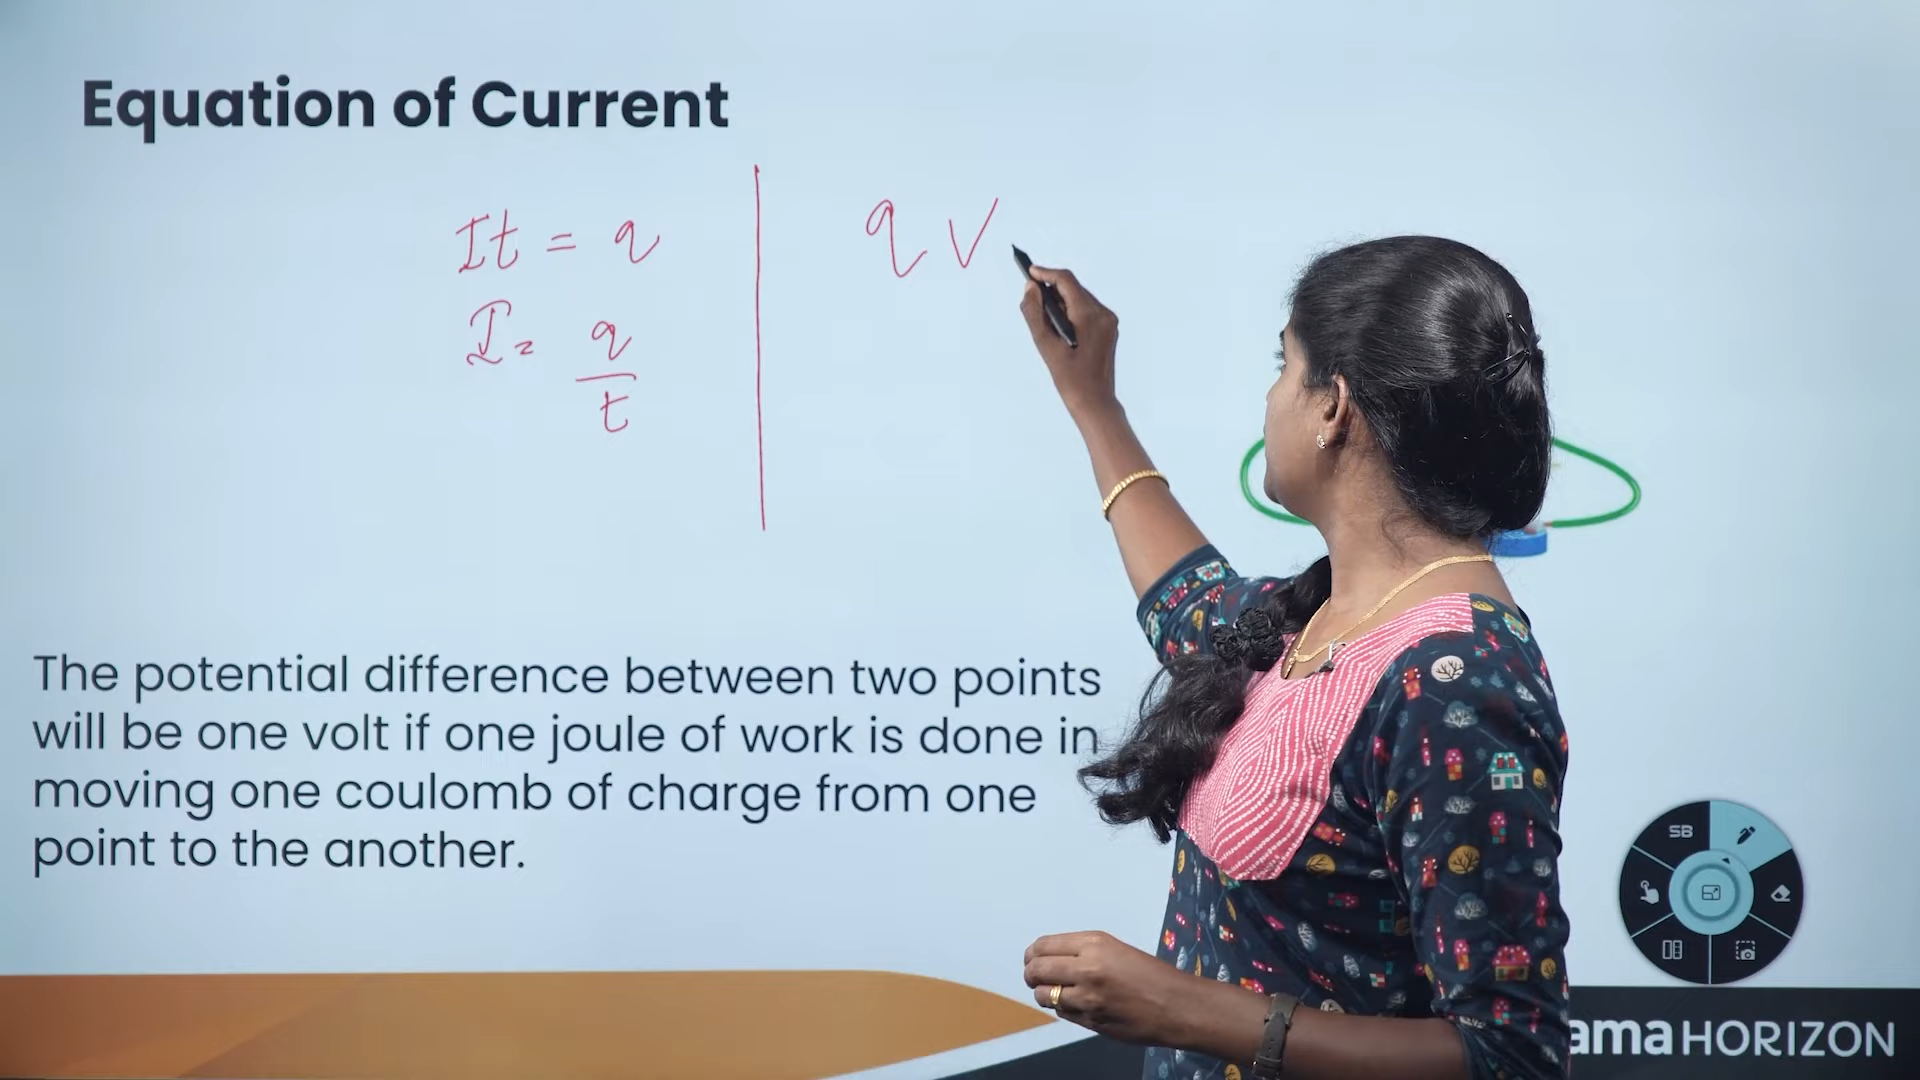 Equation of Current
It = q
I = q/t
q V
The potential difference between two points
will be one volt if one joule of work is done in
moving one coulomb of charge from one
point to the another.
SB
ama HORIZON